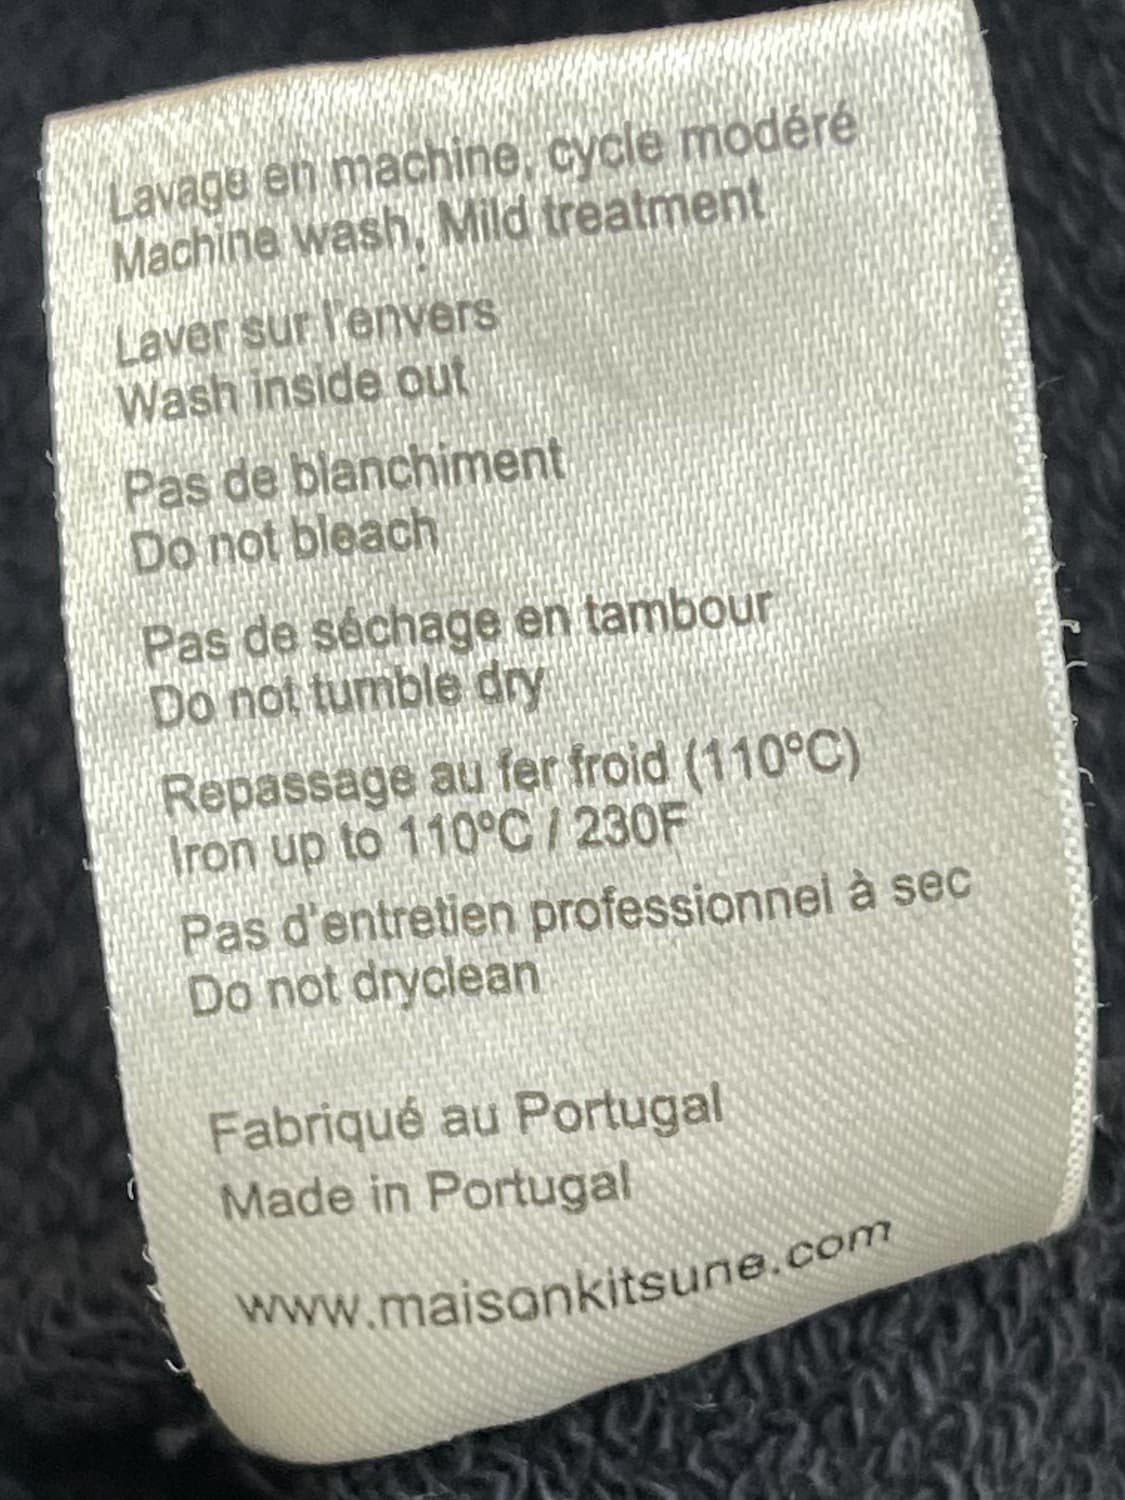 Lavage en machine, cycle modéré
Machine wash, Mild treatment
Laver sur l'envers
Wash inside out
Pas de blanchiment
Do not bleach
Pas de séchage en tambour
Do not tumble dry
Repassage au fer froid (110ºC)
Iron up to 110ºC / 230F
Pas d'entretien professionnel à sec
Do not dryclean
Fabriqué au Portugal
Made in Portugal
www.maisonkitsune.com